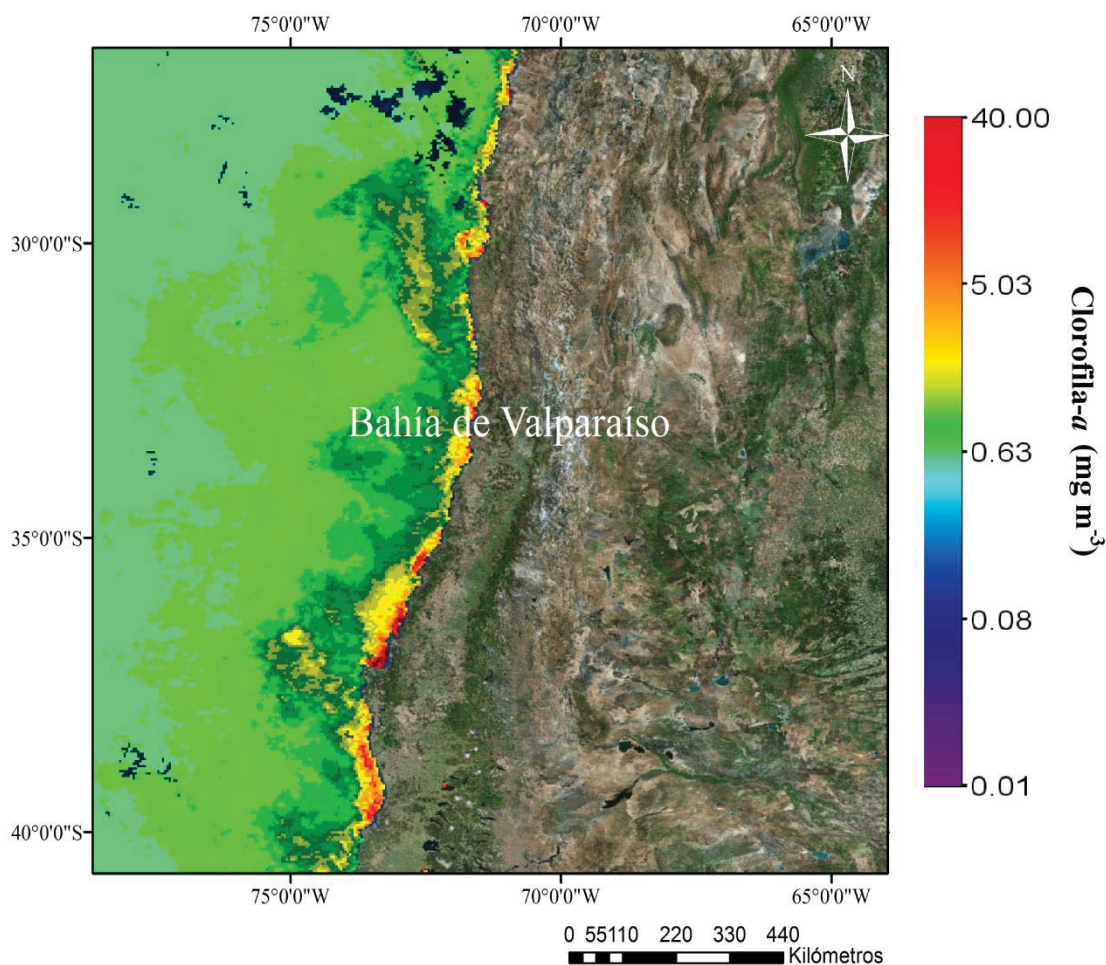 75°0'0"W 70°0'0"W 65°0'0"W
N
40.00
30°0'0"S
5.03
Bahía de Valparaíso
0.63
Clorofila-a (mg m-3)
35°0'0"S
0.08
0.01
40°0'0"S
75°0'0"W 70°0'0"W 65°0'0"W
0 55110 220 330 440
Kilómetros